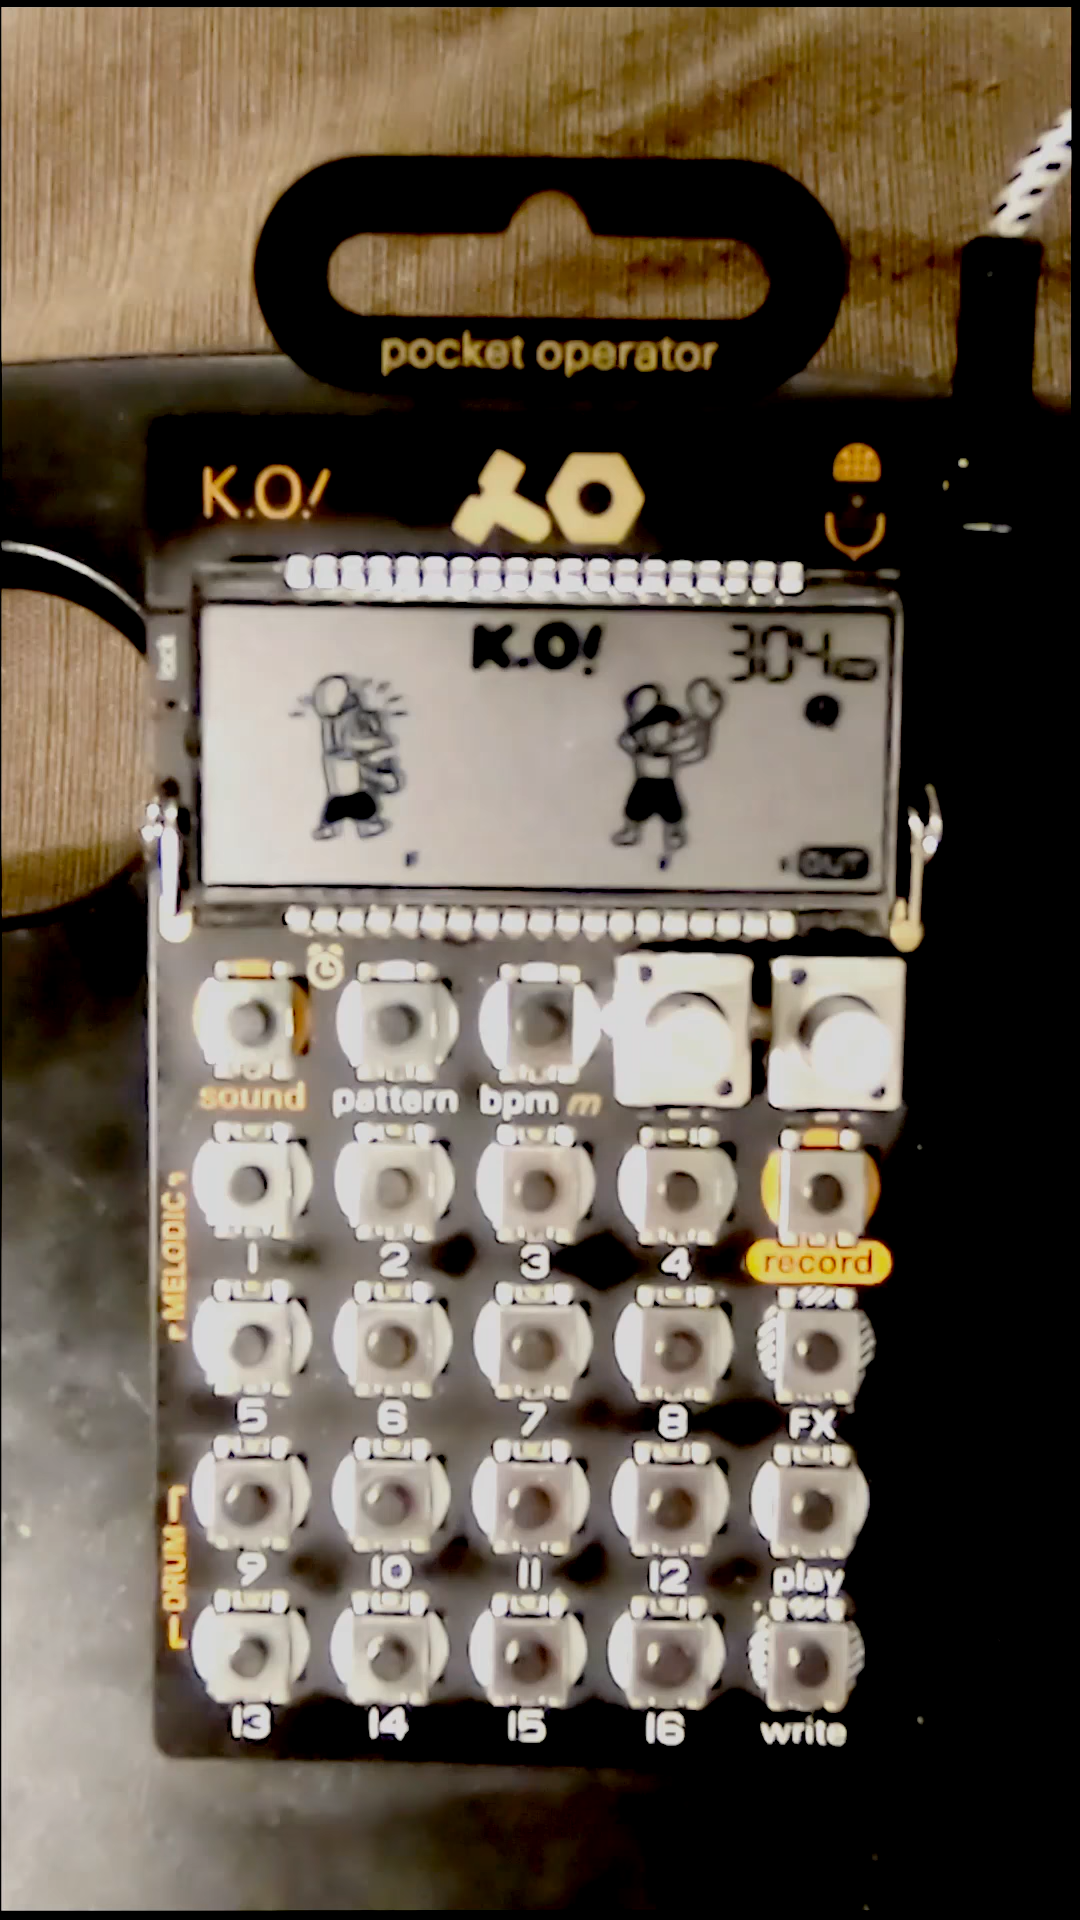 pocket operator
K.O!
K.O! 304
OUT
sound pattern bpm m
MELODIC
1 2 3 4 record
5 6 7 8 FX
DRUM
9 10 11 12 play
13 14 15 16 write